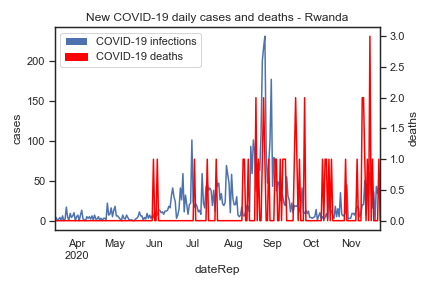 New COVID-19 daily cases and deaths - Rwanda
COVID-19 infections
COVID-19 deaths
200
150
100
50
0
cases
3.0
2.5
2.0
1.5
1.0
0.5
0.0
deaths
Apr May Jun Jul Aug Sep Oct Nov
2020
dateRep